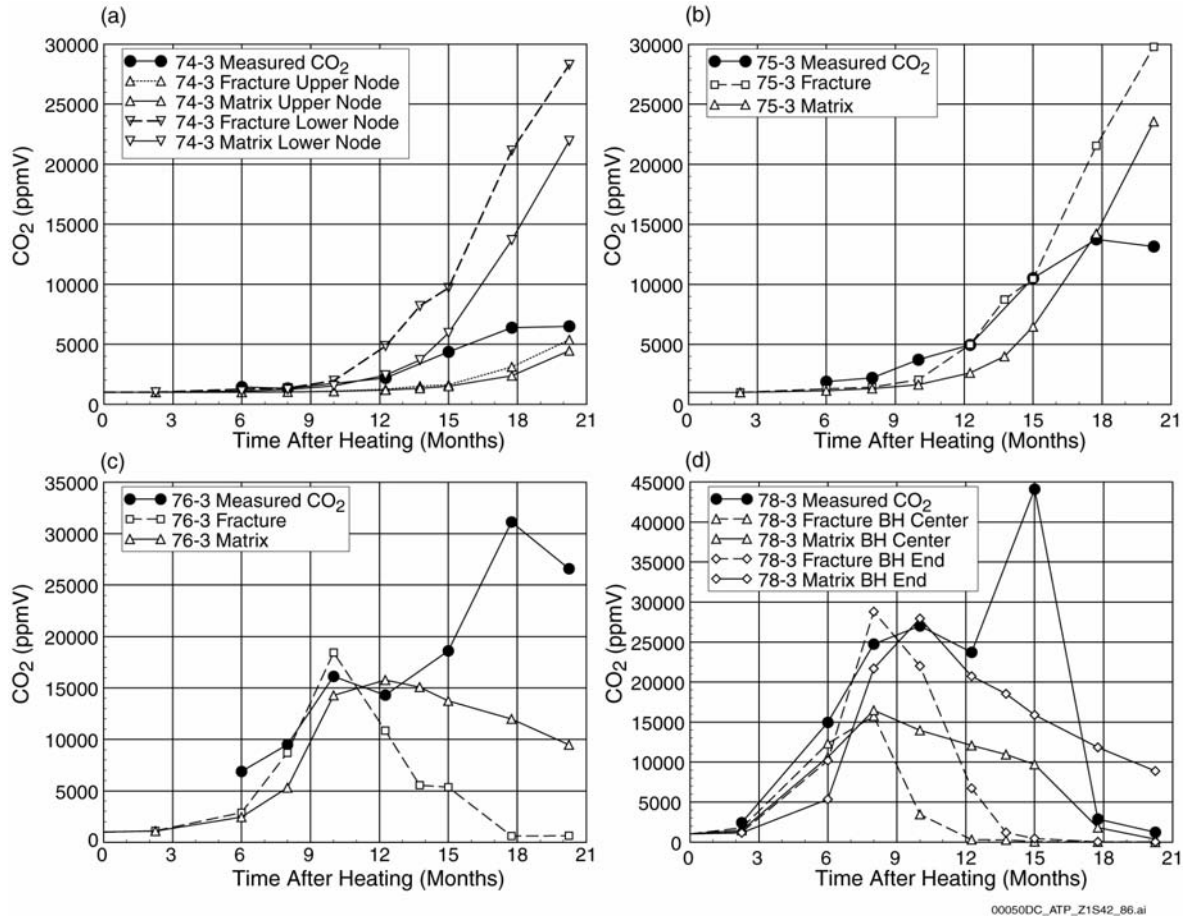 (a)
30000
25000
20000
15000
10000
5000
0
CO2 (ppmV)
74-3 Measured CO2
74-3 Fracture Upper Node
74-3 Matrix Upper Node
74-3 Fracture Lower Node
74-3 Matrix Lower Node
0 3 6 9 12 15 18 21
Time After Heating (Months)
(b)
30000
25000
20000
15000
10000
5000
0
CO2 (ppmV)
75-3 Measured CO2
75-3 Fracture
75-3 Matrix
0 3 6 9 12 15 18 21
Time After Heating (Months)
(c)
35000
30000
25000
20000
15000
10000
5000
0
CO2 (ppmV)
76-3 Measured CO2
76-3 Fracture
76-3 Matrix
0 3 6 9 12 15 18 21
Time After Heating (Months)
(d)
45000
40000
35000
30000
25000
20000
15000
10000
5000
0
CO2 (ppmV)
78-3 Measured CO2
78-3 Fracture BH Center
78-3 Matrix BH Center
78-3 Fracture BH End
78-3 Matrix BH End
0 3 6 9 12 15 18 21
Time After Heating (Months)
00050DC_ATP_Z1S42_86.ai